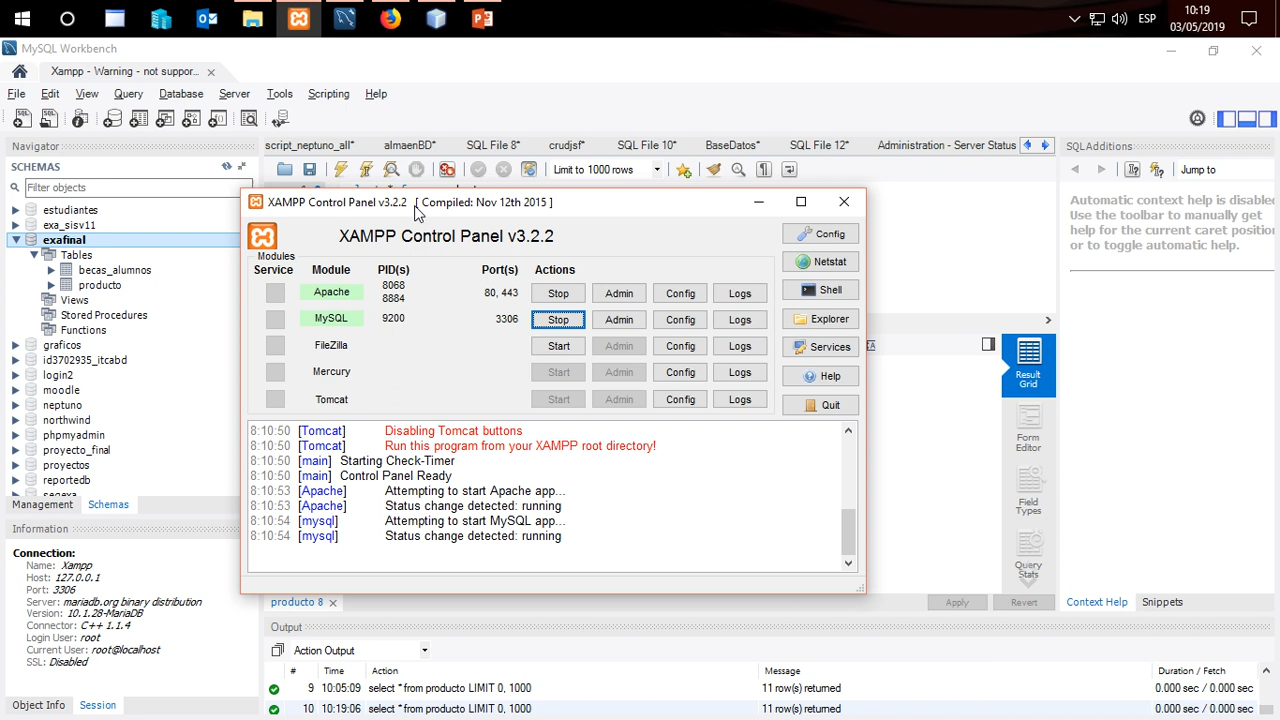 ESP
10:19
03/05/2019
MySQL Workbench
Xampp - Warning - not suppor...
File Edit View Query Database Server Tools Scripting Help
Navigator
SCHEMAS
Filter objects
estudiantes
exa_sisv11
exafinal
Tables
becas_alumnos
producto
Views
Stored Procedures
Functions
graficos
id3702935_itcabd
login2
moodle
neptuno
northwind
phpmyadmin
proyecto_final
proyectos
reportedb
Management Schemas
Information
Connection:
Name: Xampp
Host: 127.0.0.1
Port: 3306
Server: mariadb.org binary distribution
Version: 10.1.28-MariaDB
Connector: C++ 1.1.4
Login User: root
Current User: root@localhost
SSL: Disabled
Object Info Session
script_neptuno_all* almaenBD* SQL File 8* crudjsf* SQL File 10* BaseDatos* SQL File 12* Administration - Server Status
Limit to 1000 rows
XAMPP Control Panel v3.2.2 [ Compiled: Nov 12th 2015 ]
XAMPP Control Panel v3.2.2
Modules
Service Module PID(s) Port(s) Actions
Apache 8068 8884 80, 443 Stop Admin Config Logs
MySQL 9200 3306 Stop Admin Config Logs
FileZilla Start Admin Config Logs
Mercury Start Admin Config Logs
Tomcat Start Admin Config Logs
Config
Netstat
Shell
Explorer
Services
Help
Quit
8:10:50 [Tomcat] Disabling Tomcat buttons
8:10:50 [Tomcat] Run this program from your XAMPP root directory!
8:10:50 [main] Starting Check-Timer
8:10:50 [main] Control Panel Ready
8:10:53 [Apache] Attempting to start Apache app...
8:10:53 [Apache] Status change detected: running
8:10:54 [mysql] Attempting to start MySQL app...
8:10:54 [mysql] Status change detected: running
SQLAdditions
Jump to
Automatic context help is disable
Use the toolbar to manually get
help for the current caret positior
or to toggle automatic help.
Result
Grid
Form
Editor
Field
Types
Query
Stats
producto 8
Apply Revert
Context Help Snippets
Output
Action Output
# Time Action Message Duration / Fetch
9 10:05:09 select * from producto LIMIT 0, 1000 11 row(s) returned 0.000 sec / 0.000 sec
10 10:19:06 select * from producto LIMIT 0, 1000 11 row(s) returned 0.000 sec / 0.000 sec